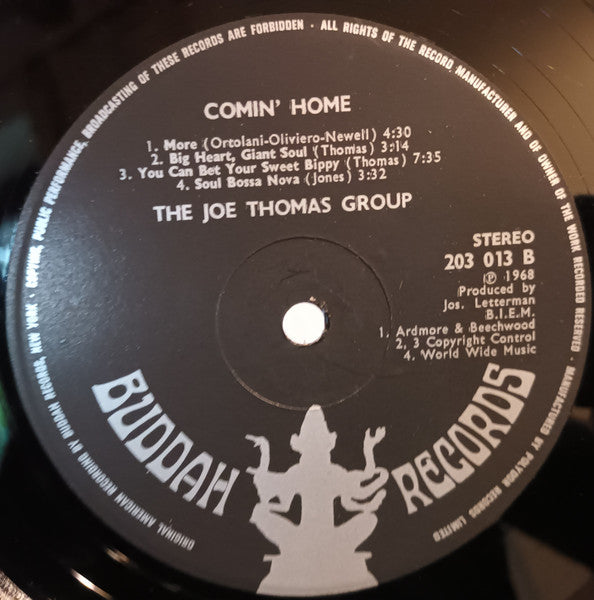 COMIN' HOME
1. More (Ortolani-Oliviero-Newell) 4:30
2. Big Heart, Giant Soul (Thomas) 3:14
3. You Can Bet Your Sweet Bippy (Thomas) 7:35
4. Soul Bossa Nova (Jones) 3:32
THE JOE THOMAS GROUP
STEREO
203 013 B
℗ 1968
Produced by
Jos. Letterman
B.I.E.M.
1. Ardmore & Beechwood
2. 3 Copyright Control
4. World Wide Music
BUDDAH RECORDS
ORIGINAL AMERICAN RECORDING BY BUDDAH RECORDS, NEW YORK · COPYING, PUBLIC PERFORMANCE, BROADCASTING OF THESE RECORDS ARE FORBIDDEN · ALL RIGHTS OF THE RECORD MANUFACTURER AND OF OWNER OF THE WORK RECORDED RESERVED · MANUFACTURED BY POLYDOR RECORDS LIMITED